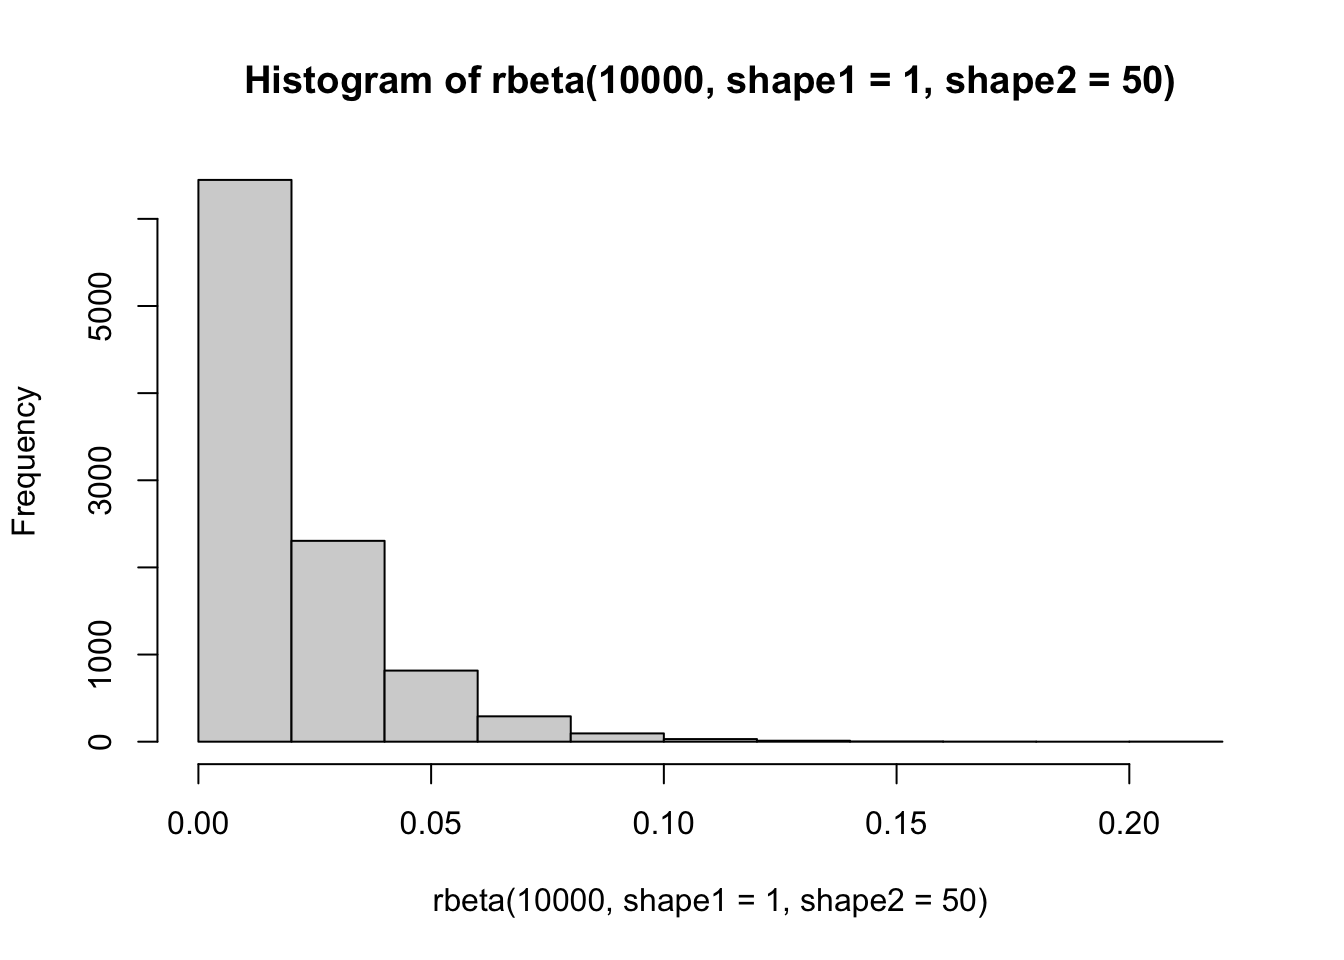 Histogram of rbeta(10000, shape1 = 1, shape2 = 50)
Frequency
5000
3000
1000
0
0.00 0.05 0.10 0.15 0.20
rbeta(10000, shape1 = 1, shape2 = 50)